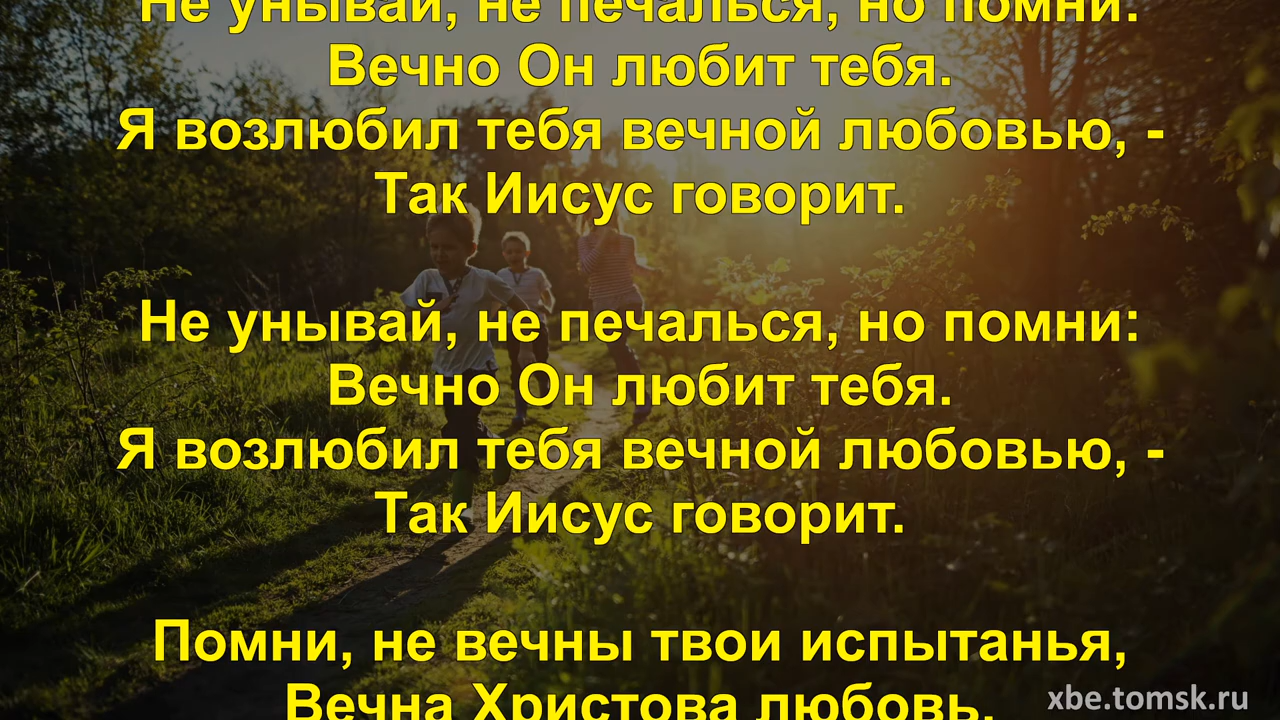 Не унывай, не печалься, но помни:
Вечно Он любит тебя.
Я возлюбил тебя вечной любовью, -
Так Иисус говорит.
Не унывай, не печалься, но помни:
Вечно Он любит тебя.
Я возлюбил тебя вечной любовью, -
Так Иисус говорит.
Помни, не вечны твои испытанья,
Вечна Христова любовь.
xbe.tomsk.ru